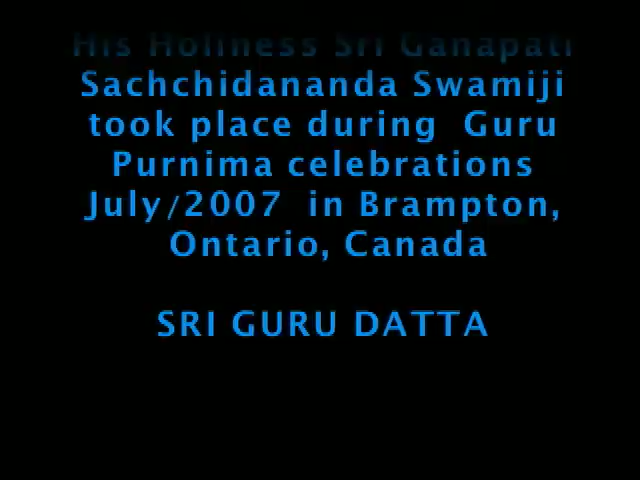 His Holiness Sri Ganapati
Sachchidananda Swamiji
took place during Guru
Purnima celebrations
July/2007 in Brampton,
Ontario, Canada
SRI GURU DATTA